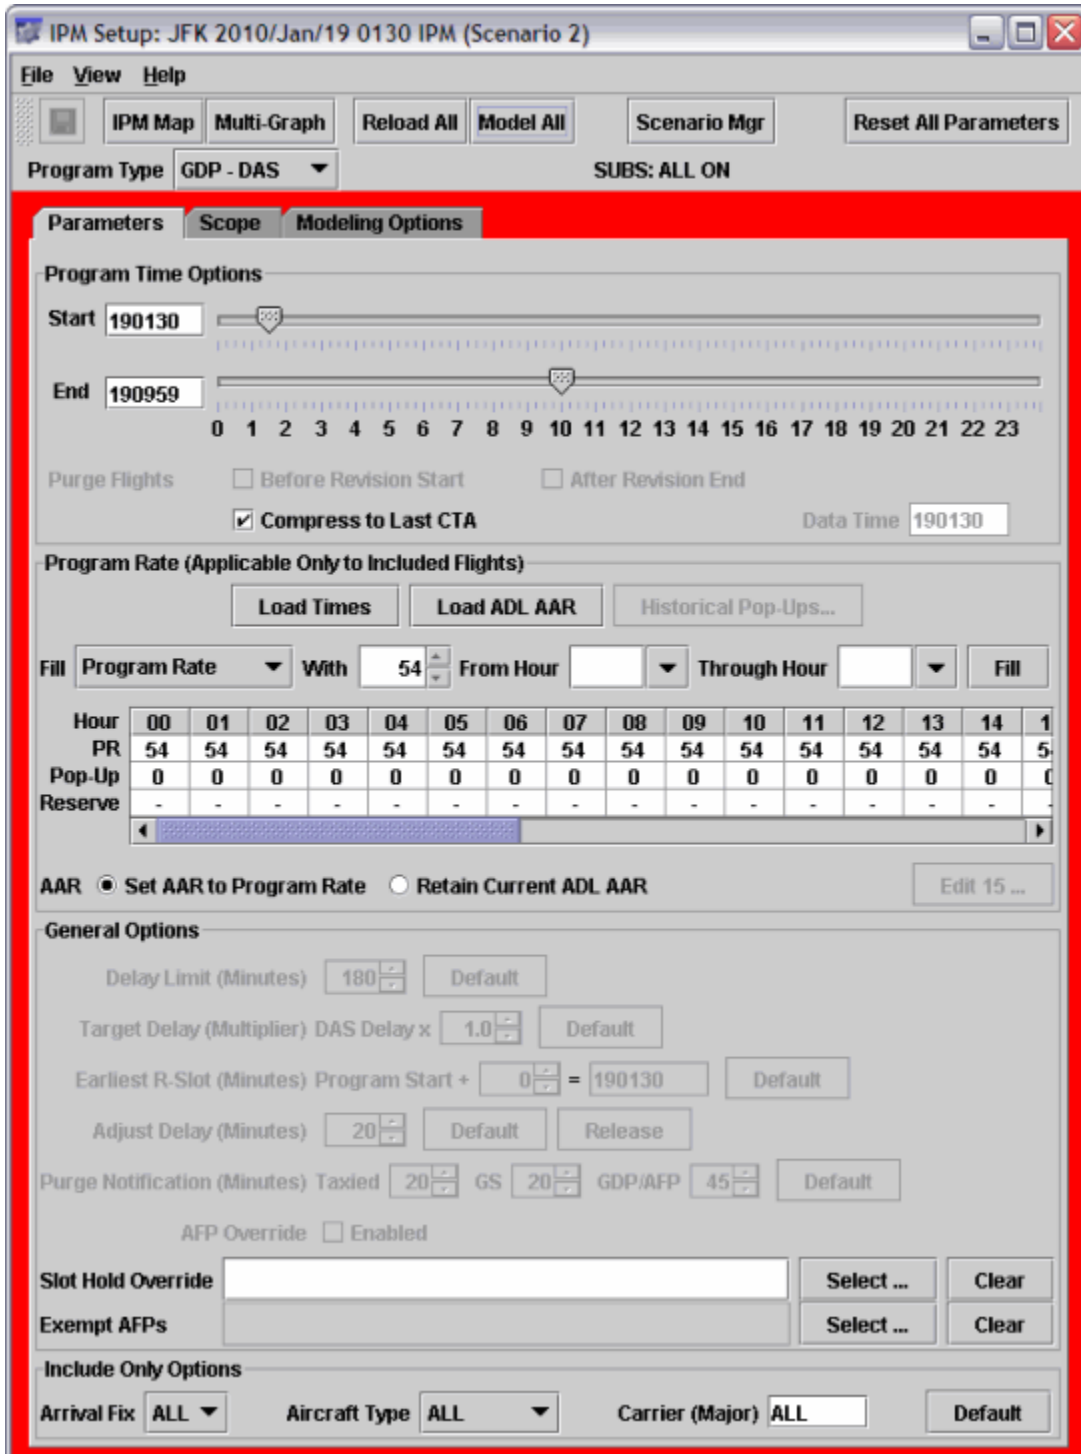 IPM Setup: JFK 2010/Jan/19 0130 IPM (Scenario 2)
File View Help
IPM Map Multi-Graph Reload All Model All Scenario Mgr Reset All Parameters
Program Type GDP - DAS SUBS: ALL ON
Parameters Scope Modeling Options
Program Time Options
Start 190130
End 190959
0 1 2 3 4 5 6 7 8 9 10 11 12 13 14 15 16 17 18 19 20 21 22 23
Purge Flights Before Revision Start After Revision End
Compress to Last CTA Data Time 190130
Program Rate (Applicable Only to Included Flights)
Load Times Load ADL AAR Historical Pop-Ups...
Fill Program Rate With 54 From Hour Through Hour Fill
Hour 00 01 02 03 04 05 06 07 08 09 10 11 12 13 14 1
PR 54 54 54 54 54 54 54 54 54 54 54 54 54 54 54 5
Pop-Up 0 0 0 0 0 0 0 0 0 0 0 0 0 0 0 0
Reserve - - - - - - - - - - - - - - - -
AAR Set AAR to Program Rate Retain Current ADL AAR Edit 15 ...
General Options
Delay Limit (Minutes) 180 Default
Target Delay (Multiplier) DAS Delay x 1.0 Default
Earliest R-Slot (Minutes) Program Start + 0 = 190130 Default
Adjust Delay (Minutes) 20 Default Release
Purge Notification (Minutes) Taxied 20 GS 20 GDP/AFP 45 Default
AFP Override Enabled
Slot Hold Override Select ... Clear
Exempt AFPs Select ... Clear
Include Only Options
Arrival Fix ALL Aircraft Type ALL Carrier (Major) ALL Default